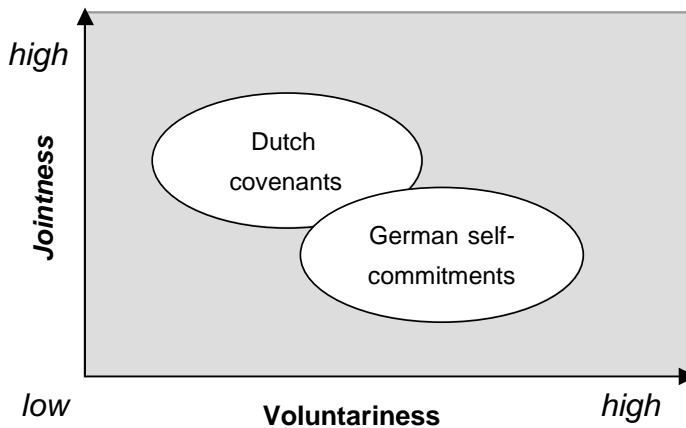 high
Dutch
covenants
Jointness
German self-
commitments
low
Voluntariness
high